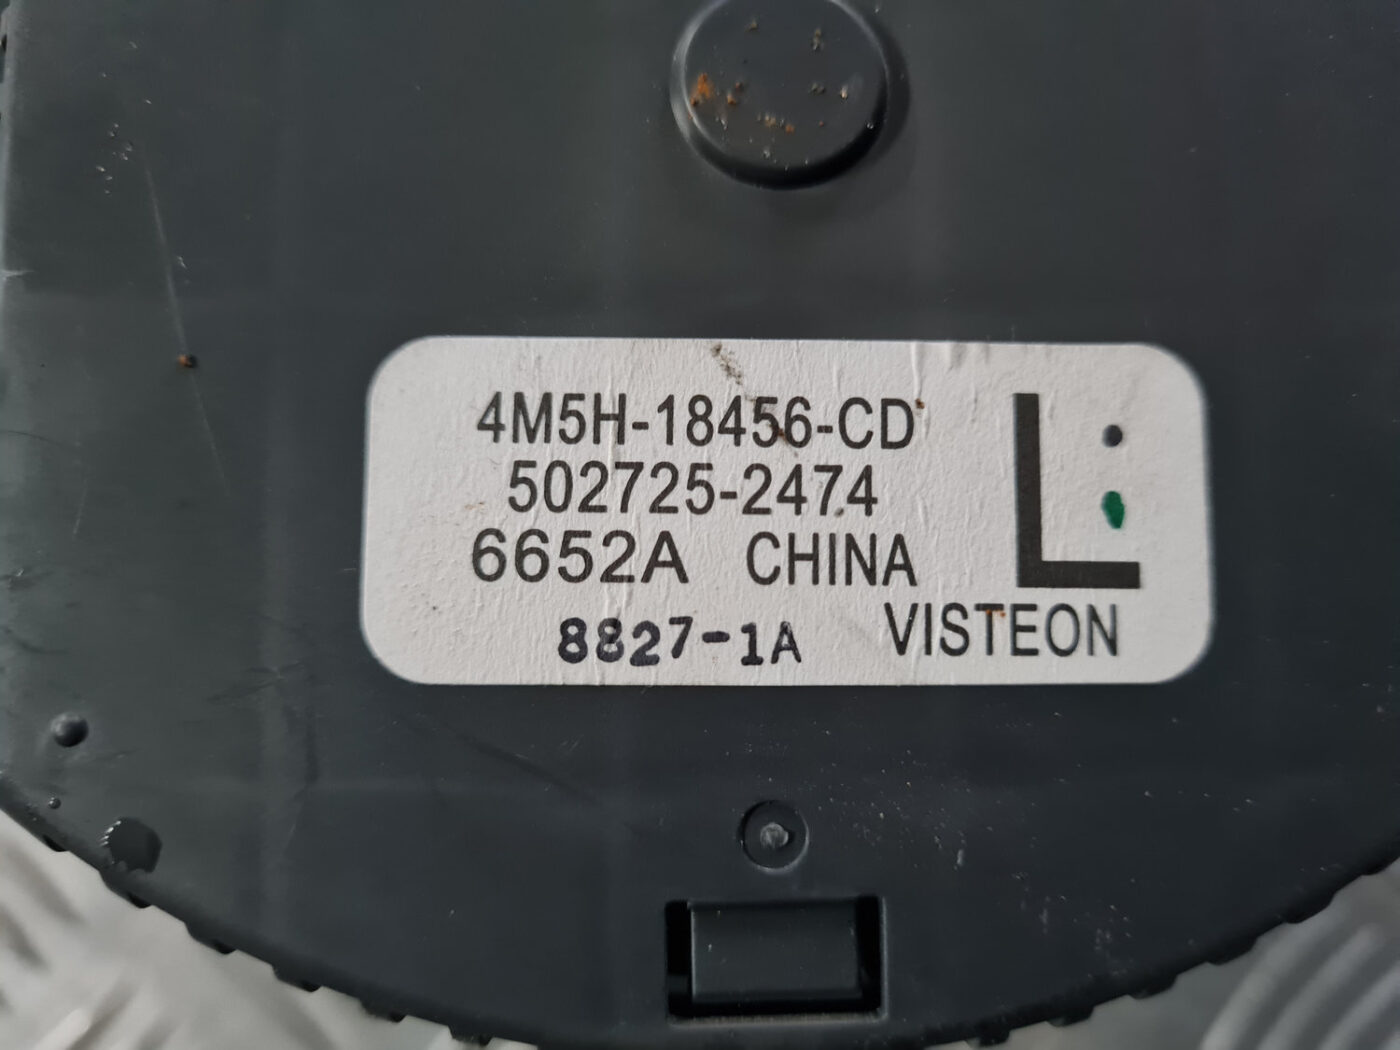 4M5H-18456-CD
502725-2474
6652A CHINA
L
8827-1A
VISTEON